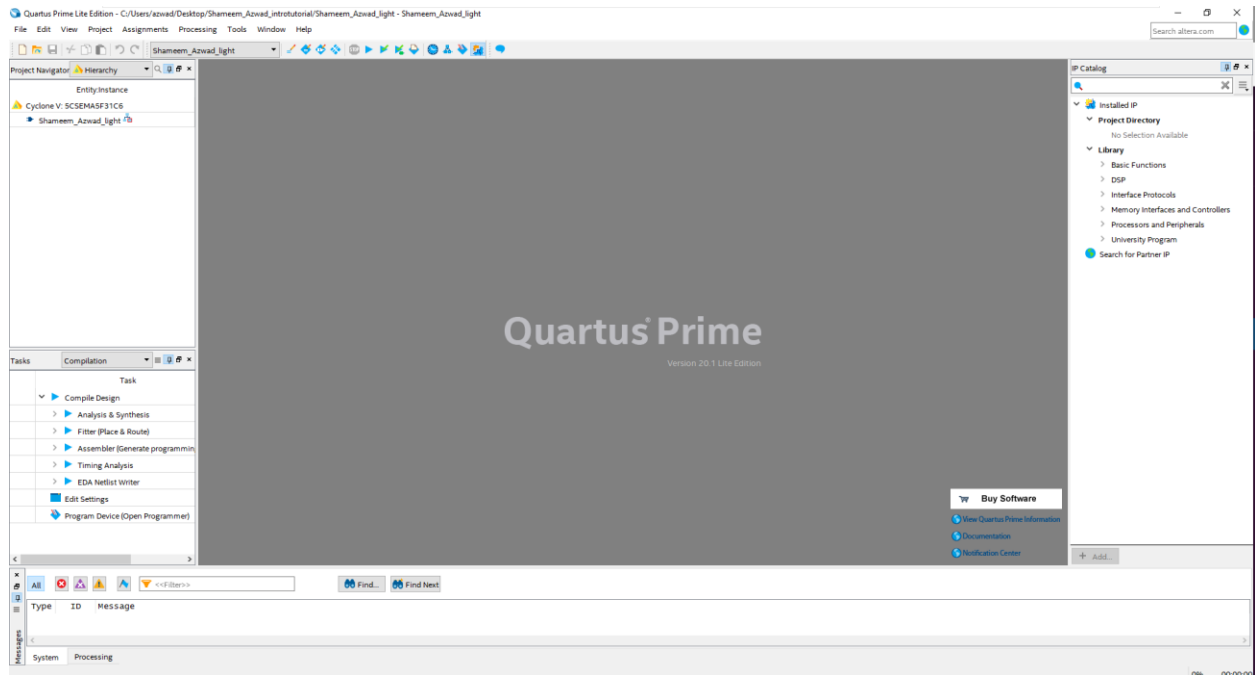 Quartus Prime Lite Edition - C:/Users/azwad/Desktop/Shameem_Azwad_introtutorial/Shameem_Azwad_light - Shameem_Azwad_light
File Edit View Project Assignments Processing Tools Window Help
Search altera.com
Shameem_Azwad_light
Project Navigator Hierarchy
Entity:Instance
Cyclone V: 5CSEMA5F31C6
Shameem_Azwad_light
Tasks Compilation
Task
Compile Design
Analysis & Synthesis
Fitter (Place & Route)
Assembler (Generate programmin
Timing Analysis
EDA Netlist Writer
Edit Settings
Program Device (Open Programmer)
Quartus Prime
Version 20.1 Lite Edition
Buy Software
View Quartus Prime Information
Documentation
Notification Center
IP Catalog
Installed IP
Project Directory
No Selection Available
Library
Basic Functions
DSP
Interface Protocols
Memory Interfaces and Controllers
Processors and Peripherals
University Program
Search for Partner IP
+ Add...
All <<Filter>> Find... Find Next
Type ID Message
Messages
System Processing
0% 00:00:00